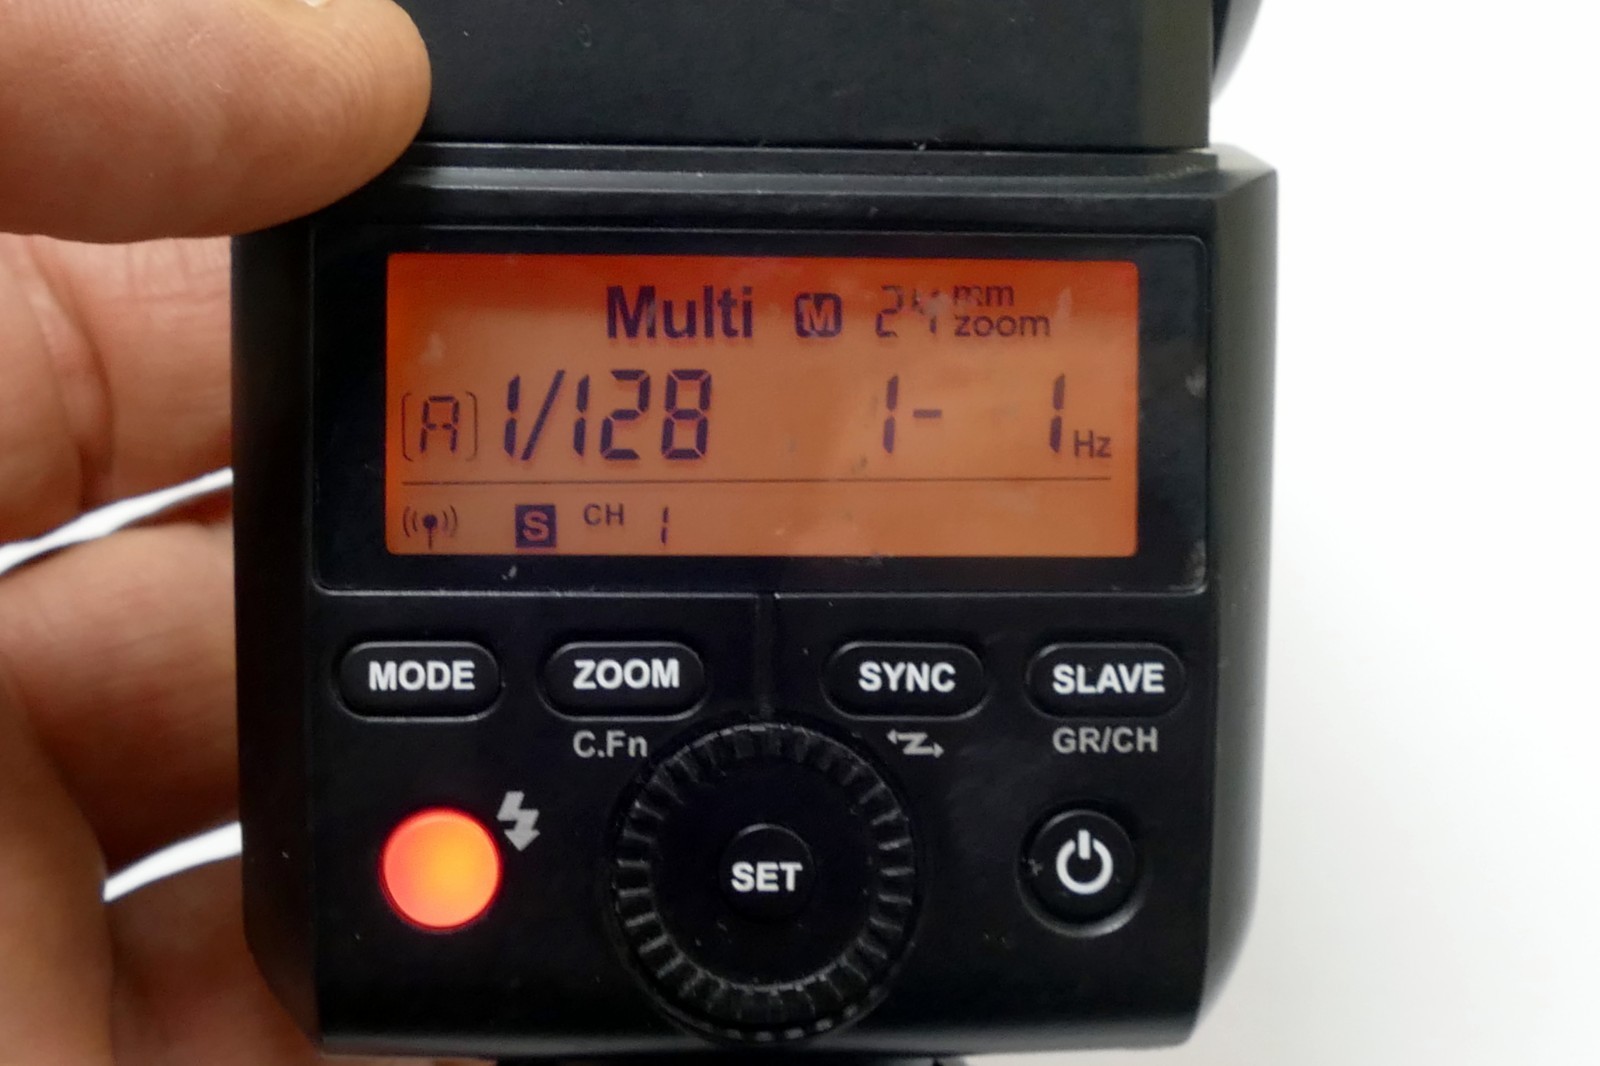 Multi M 24 mm zoom
[A] 1/128 1- 1 Hz
S CH 1
MODE ZOOM SYNC SLAVE
C.Fn GR/CH
SET